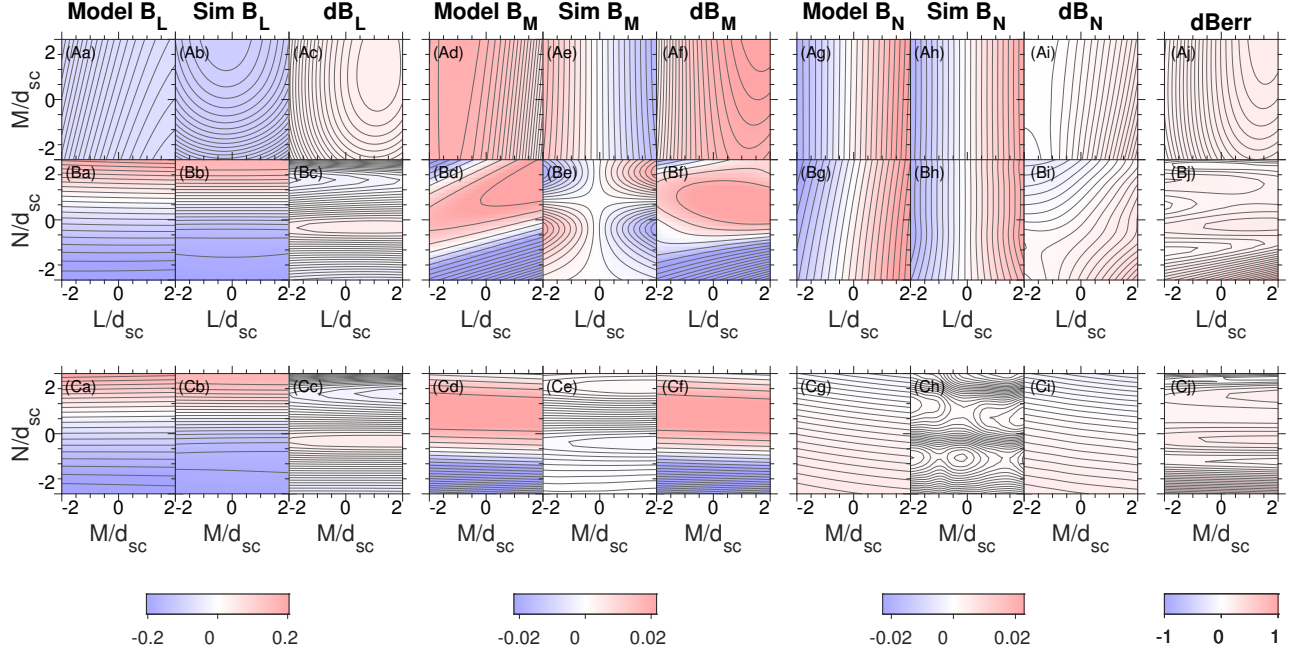 Model B_L Sim B_L dB_L Model B_M Sim B_M dB_M Model B_N Sim B_N dB_N dBerr
M/d_sc 2 0 -2 (Aa) (Ab) (Ac) (Ad) (Ae) (Af) (Ag) (Ah) (Ai) (Aj)
N/d_sc 2 0 -2 (Ba) (Bb) (Bc) (Bd) (Be) (Bf) (Bg) (Bh) (Bi) (Bj)
-2 0 2 -2 0 2 -2 0 2 -2 0 2 -2 0 2 -2 0 2 -2 0 2 -2 0 2 -2 0 2 -2 0 2
L/d_sc L/d_sc L/d_sc L/d_sc L/d_sc L/d_sc L/d_sc L/d_sc L/d_sc L/d_sc
N/d_sc 2 0 -2 (Ca) (Cb) (Cc) (Cd) (Ce) (Cf) (Cg) (Ch) (Ci) (Cj)
-2 0 2 -2 0 2 -2 0 2 -2 0 2 -2 0 2 -2 0 2 -2 0 2 -2 0 2 -2 0 2 -2 0 2
M/d_sc M/d_sc M/d_sc M/d_sc M/d_sc M/d_sc M/d_sc M/d_sc M/d_sc M/d_sc
-0.2 0 0.2 -0.02 0 0.02 -0.02 0 0.02 -1 0 1